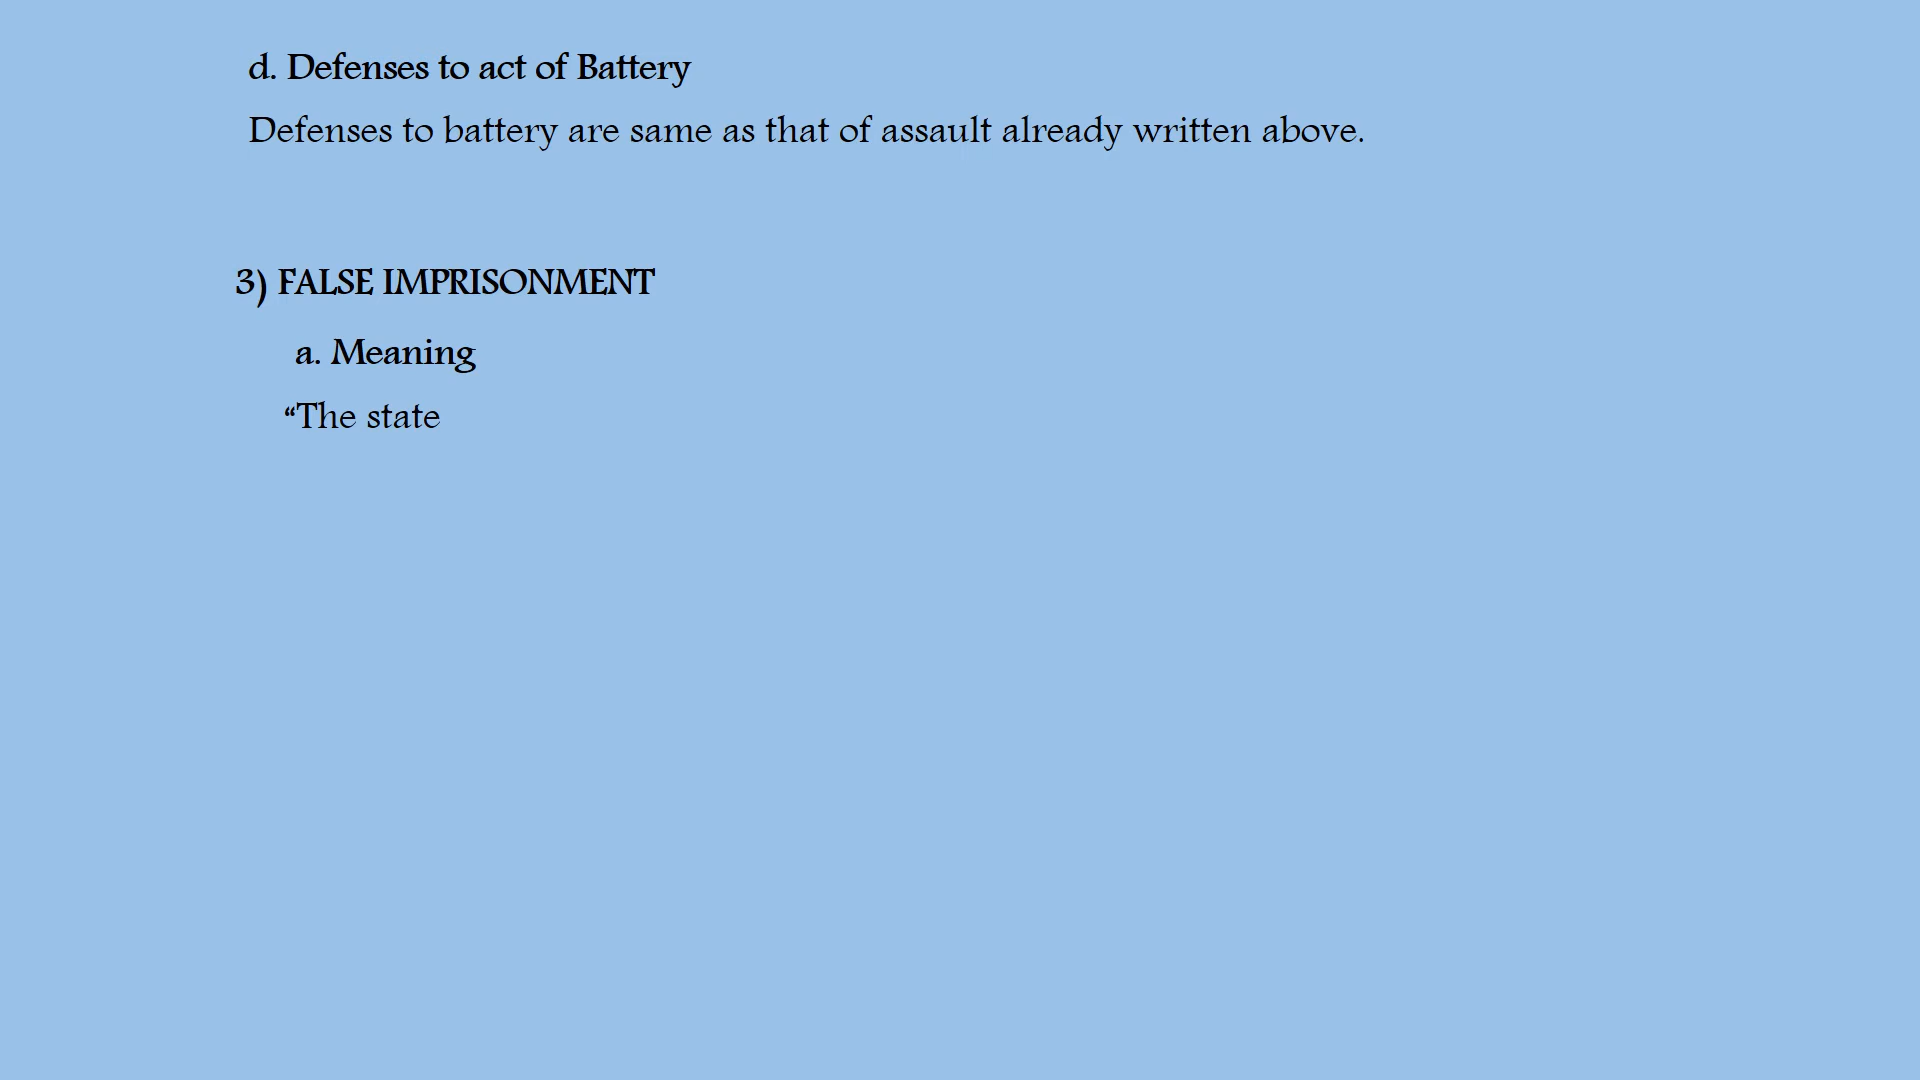 d. Defenses to act of Battery
Defenses to battery are same as that of assault already written above.
3) FALSE IMPRISONMENT
a. Meaning
“The state